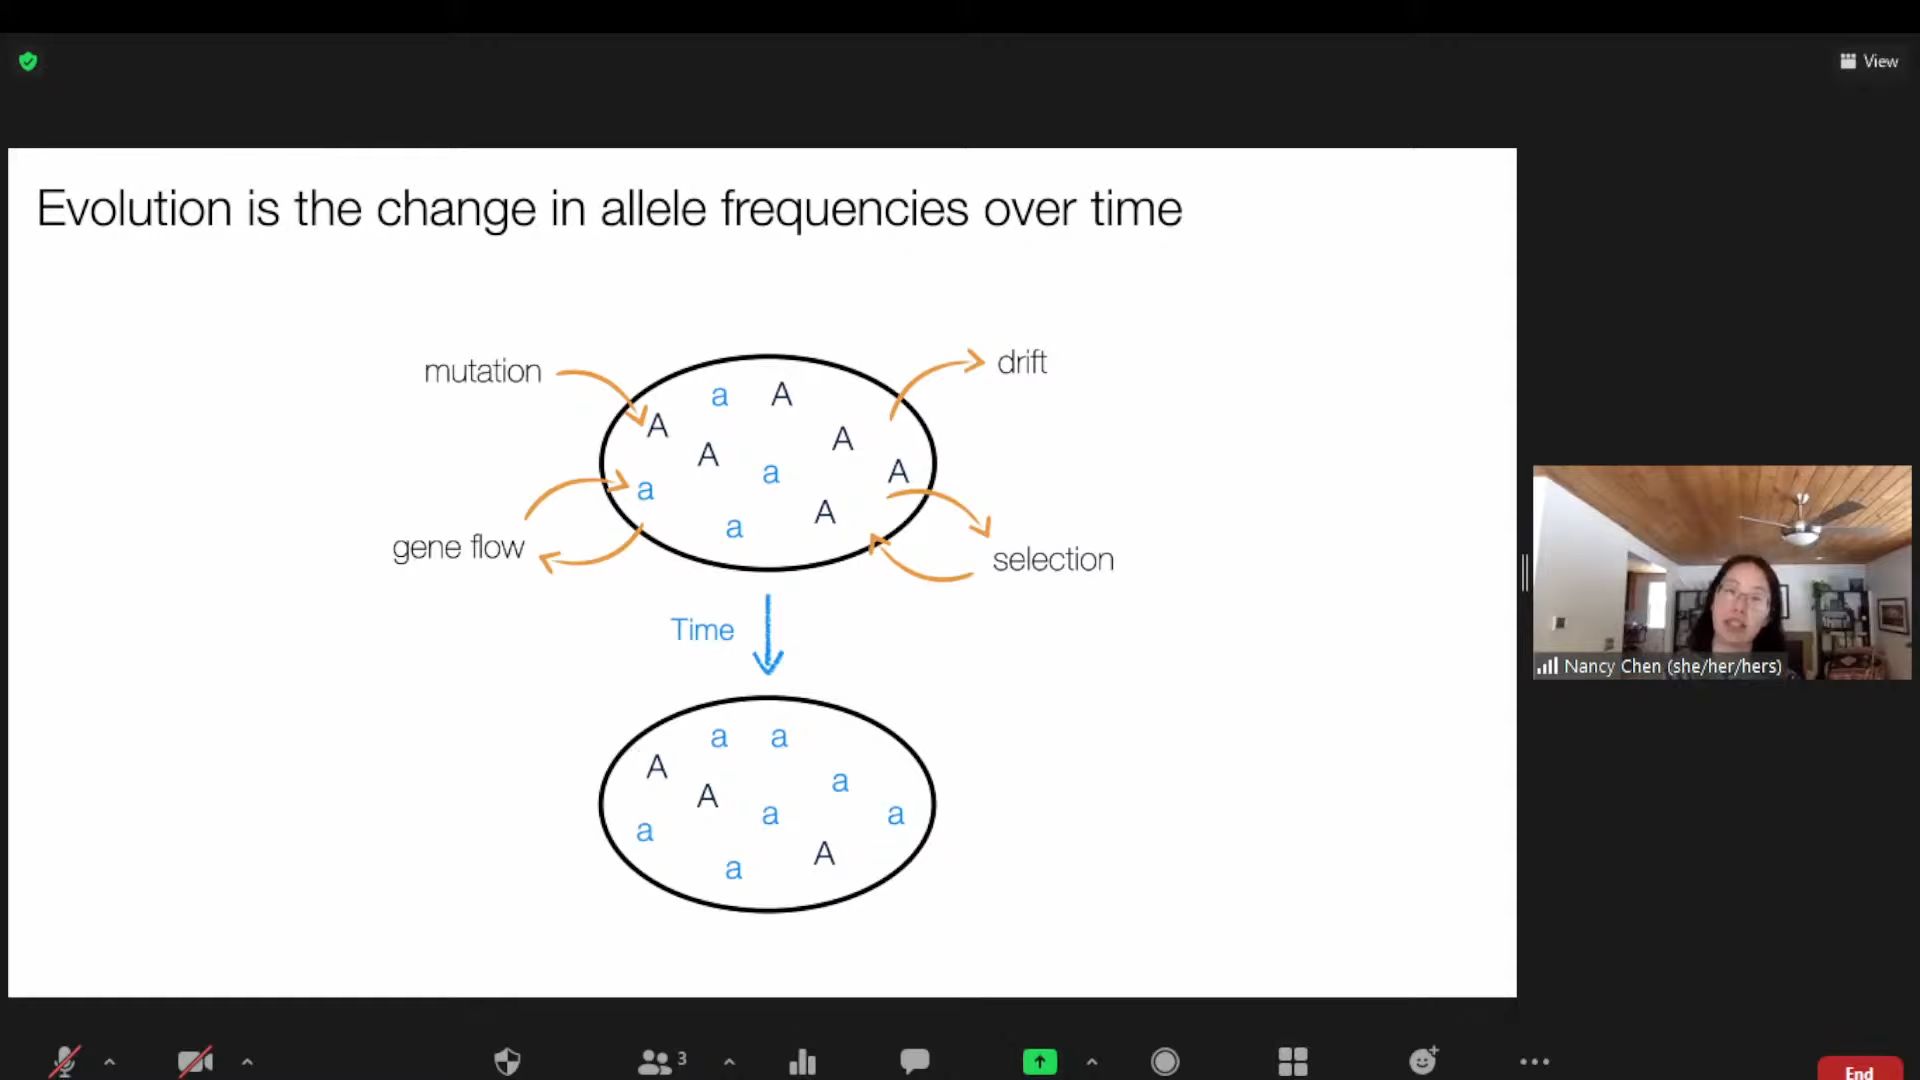 View
Evolution is the change in allele frequencies over time
mutation
drift
a A
A
A
A
a
A
a
A
a
gene flow
selection
Time
a a
A
a
A
a
a
a
A
a
Nancy Chen (she/her/hers)
3
End